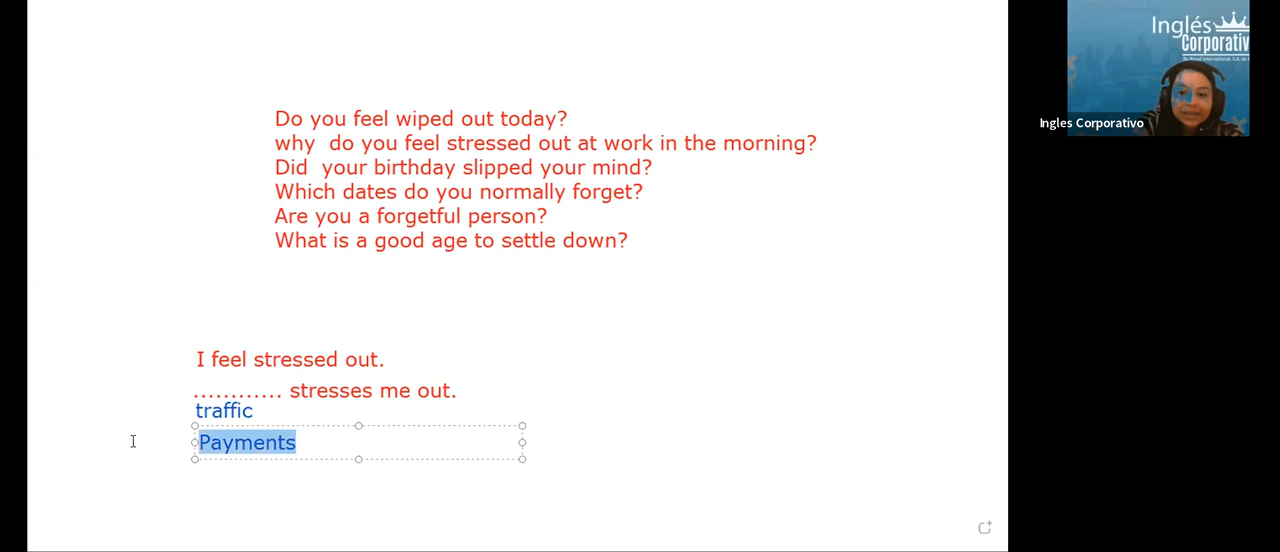 Do you feel wiped out today?
why do you feel stressed out at work in the morning?
Did your birthday slipped your mind?
Which dates do you normally forget?
Are you a forgetful person?
What is a good age to settle down?
I feel stressed out.
............ stresses me out.
traffic
Payments
Inglés
Corporativ
Ingles Corporativo